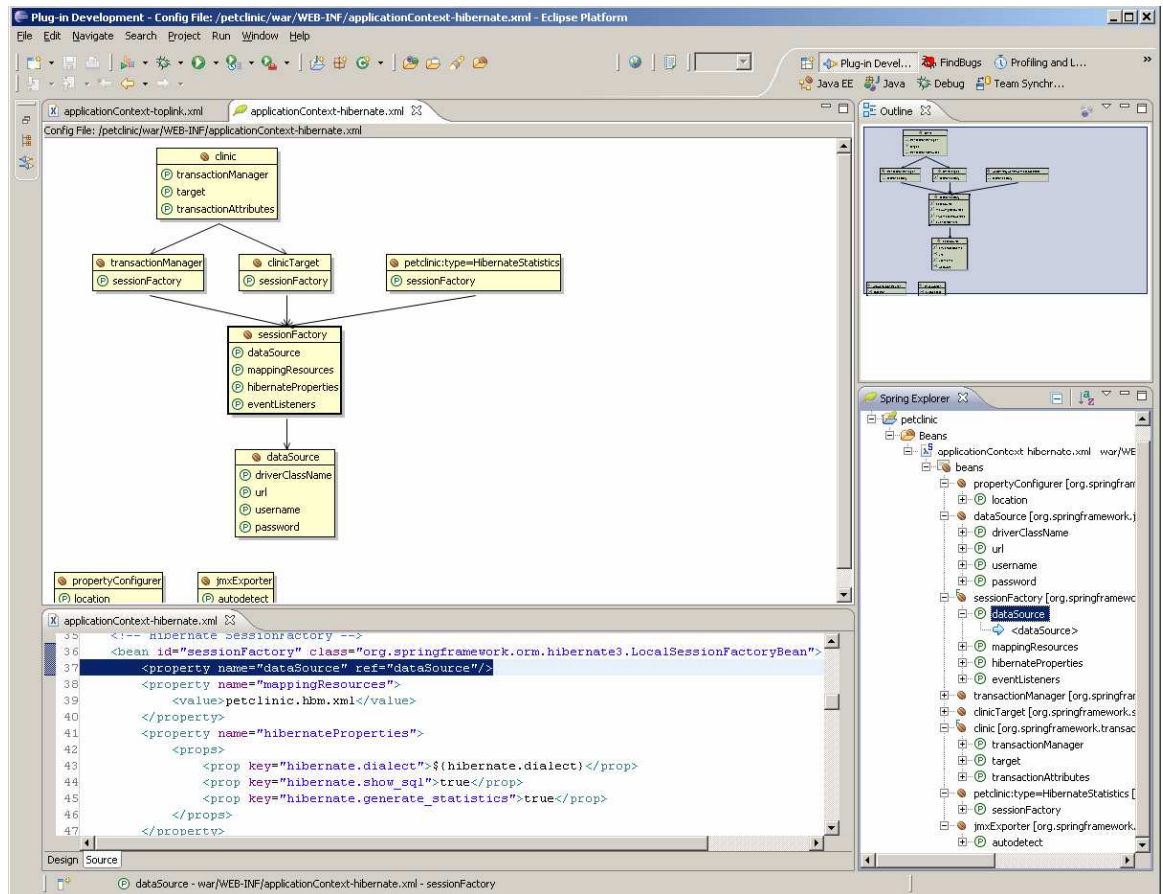 Plug-in Development - Config File: /petclinic/war/WEB-INF/applicationContext-hibernate.xml - Eclipse Platform
File Edit Navigate Search Project Run Window Help
Plug-in Devel... FindBugs Profiling and L... »
Java EE Java Debug Team Synchr...
applicationContext-toplink.xml applicationContext-hibernate.xml
Config File: /petclinic/war/WEB-INF/applicationContext-hibernate.xml
clinic
transactionManager
target
transactionAttributes
transactionManager
sessionFactory
clinicTarget
sessionFactory
petclinic:type=HibernateStatistics
sessionFactory
sessionFactory
dataSource
mappingResources
hibernateProperties
eventListeners
dataSource
driverClassName
url
username
password
propertyConfigurer
location
jmxExporter
autodetect
Outline
Spring Explorer
petclinic
Beans
applicationContext-hibernate.xml war/WE
beans
propertyConfigurer [org.springfram
location
dataSource [org.springframework.j
driverClassName
url
username
password
sessionFactory [org.springframewo
dataSource
<dataSource>
mappingResources
hibernateProperties
eventListeners
transactionManager [org.springfrar
clinicTarget [org.springframework.s
clinic [org.springframework.transac
transactionManager
target
transactionAttributes
petclinic:type=HibernateStatistics [
sessionFactory
jmxExporter [org.springframework.
autodetect
applicationContext-hibernate.xml
35 <!-- Hibernate SessionFactory -->
36 <bean id="sessionFactory" class="org.springframework.orm.hibernate3.LocalSessionFactoryBean">
37 <property name="dataSource" ref="dataSource"/>
38 <property name="mappingResources">
39 <value>petclinic.hbm.xml</value>
40 </property>
41 <property name="hibernateProperties">
42 <props>
43 <prop key="hibernate.dialect">${hibernate.dialect}</prop>
44 <prop key="hibernate.show_sql">true</prop>
45 <prop key="hibernate.generate_statistics">true</prop>
46 </props>
47 </property>
Design Source
dataSource - war/WEB-INF/applicationContext-hibernate.xml - sessionFactory